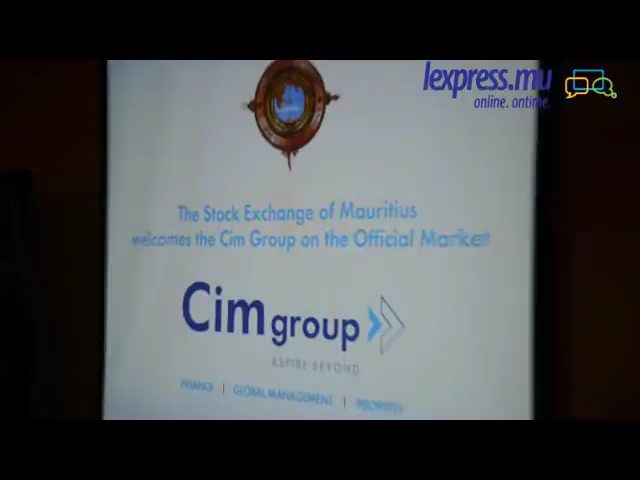 lexpress.mu
online. ontime.
The Stock Exchange of Mauritius
welcomes the Cim Group on the Official Market
Cim group
ASPIRE BEYOND
FINANCE | GLOBAL MANAGEMENT | PROPERTY